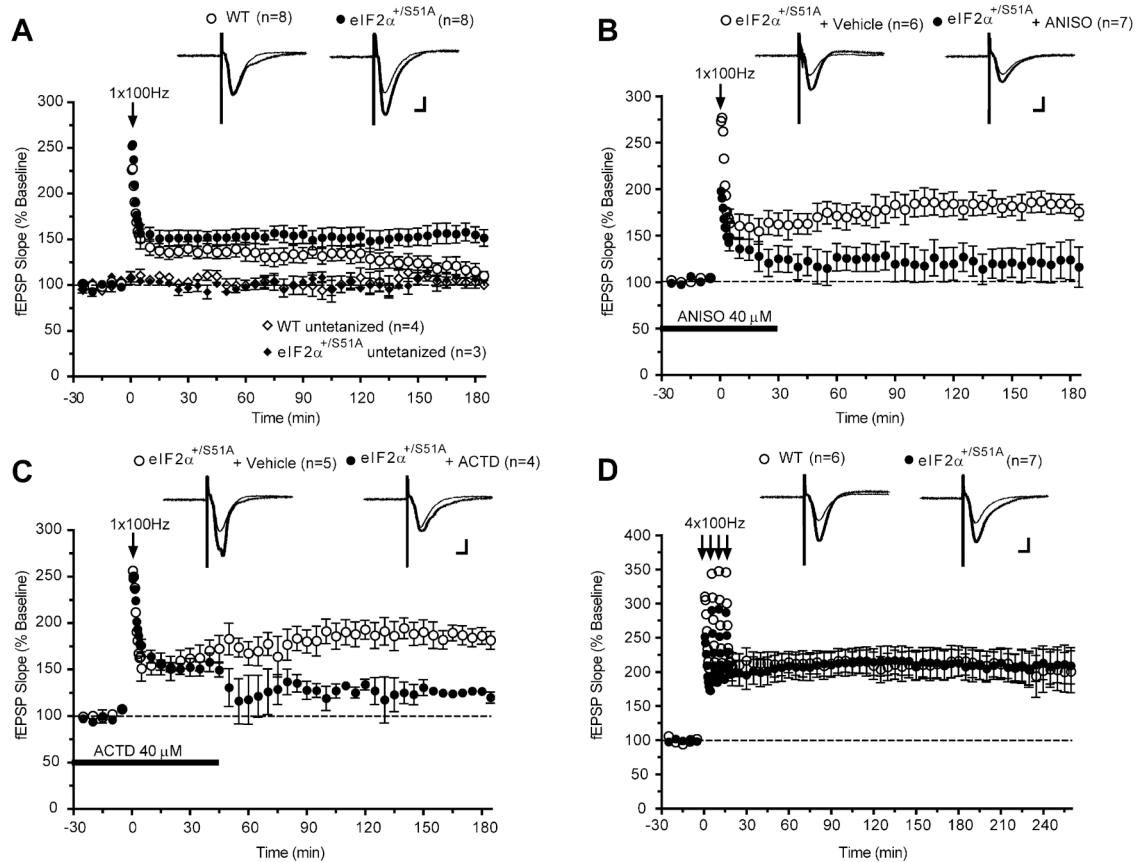 A
WT (n=8)
eIF2α+/S51A (n=8)
1x100Hz
fEPSP Slope (% Baseline)
300
250
200
150
100
50
0
WT untetanized (n=4)
eIF2α+/S51A untetanized (n=3)
-30 0 30 60 90 120 150 180
Time (min)
B
eIF2α+/S51A + Vehicle (n=6)
eIF2α+/S51A + ANISO (n=7)
1x100Hz
fEPSP Slope (% Baseline)
300
250
200
150
100
50
0
ANISO 40 μM
-30 0 30 60 90 120 150 180
Time (min)
C
eIF2α+/S51A + Vehicle (n=5)
eIF2α+/S51A + ACTD (n=4)
1x100Hz
fEPSP Slope (% Baseline)
300
250
200
150
100
50
0
ACTD 40 μM
-30 0 30 60 90 120 150 180
Time (min)
D
WT (n=6)
eIF2α+/S51A (n=7)
4x100Hz
fEPSP Slope (% Baseline)
400
350
300
250
200
150
100
50
0
-30 0 30 60 90 120 150 180 210 240
Time (min)